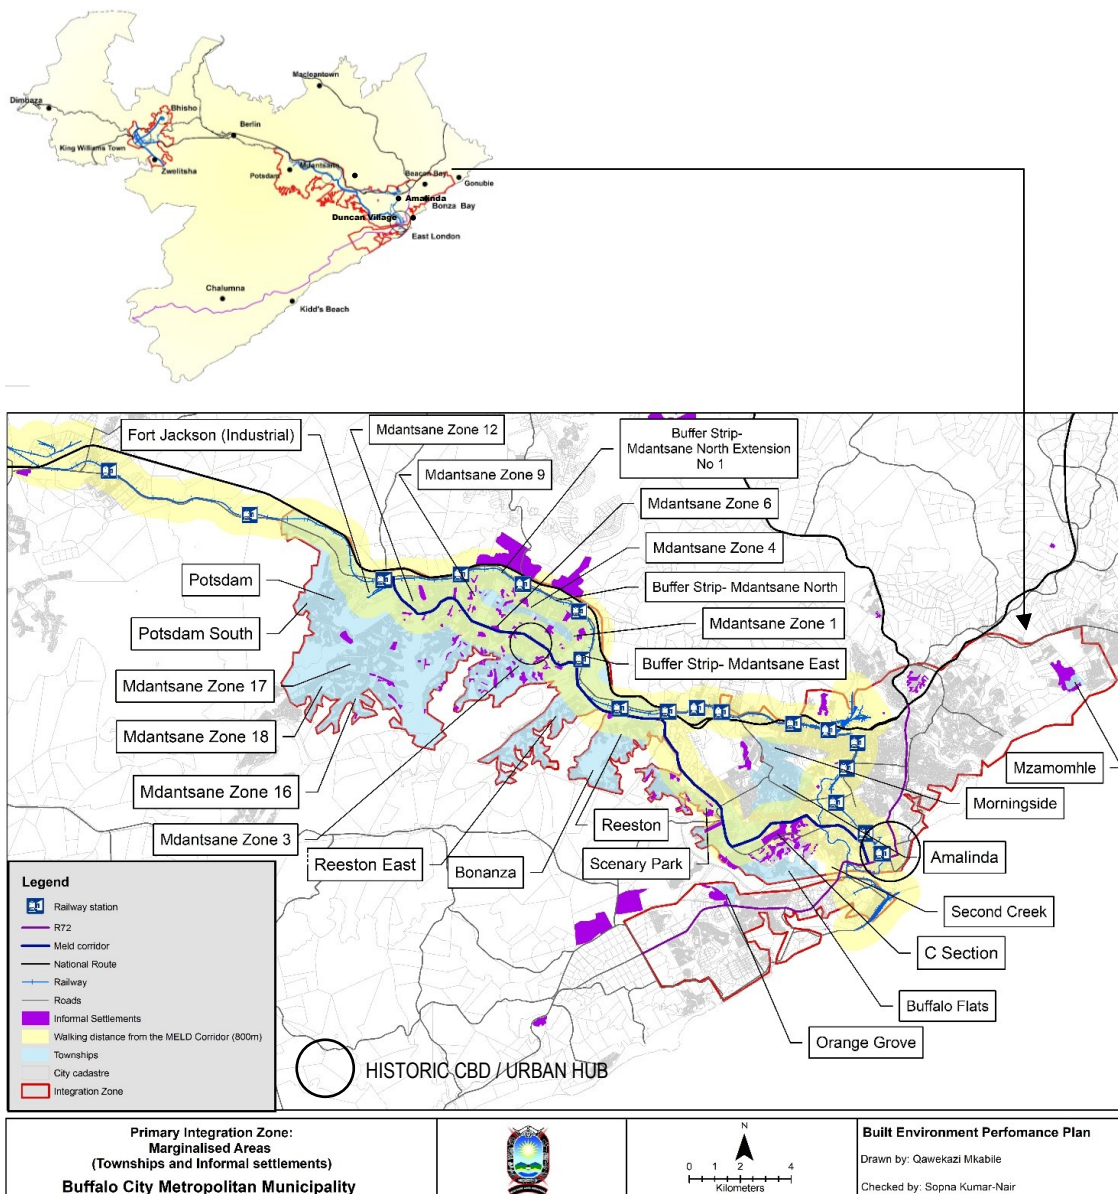 Macleantown
Dimbaza
Bhisho
Berlin
King Williams Town
Zwelitsha
Potsdam
Mdantsane
Beacon Bay
Gonubie
Amalinda
Bonza Bay
Duncan Village
East London
Chalumna
Kidd's Beach
Fort Jackson (Industrial)
Mdantsane Zone 12
Buffer Strip-
Mdantsane North Extension
No 1
Mdantsane Zone 9
Mdantsane Zone 6
Mdantsane Zone 4
Potsdam
Buffer Strip- Mdantsane North
Potsdam South
Mdantsane Zone 1
Buffer Strip- Mdantsane East
Mdantsane Zone 17
Mdantsane Zone 18
Mdantsane Zone 16
Mzamomhle
Morningside
Mdantsane Zone 3
Reeston
Reeston East
Bonanza
Scenary Park
Amalinda
Second Creek
C Section
Buffalo Flats
Orange Grove
Legend
Railway station
R72
Meld corridor
National Route
Railway
Roads
Informal Settlements
Walking distance from the MELD Corridor (800m)
Townships
City cadastre
Integration Zone
HISTORIC CBD / URBAN HUB
Primary Integration Zone:
Marginalised Areas
(Townships and Informal settlements)
Buffalo City Metropolitan Municipality
N
0 1 2 4
Kilometers
Built Environment Perfomance Plan
Drawn by: Qawekazi Mkabile
Checked by: Sopna Kumar-Nair